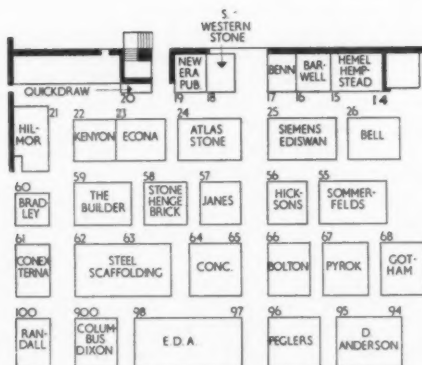 S. -
WESTERN
STONE
NEW
ERA
PUB
BENN
BAR-
WELL
HEMEL
HEMP-
STEAD
QUICKDRAW
20
19
18
17
16
15
14
21
22
23
24
25
26
HIL-
MOR
KENYON
ECONA
ATLAS
STONE
SIEMENS
EDISWAN
BELL
60
59
58
57
56
55
BRAD-
LEY
THE
BUILDER
STONE
HENGE
BRICK
JANES
HICK-
SONS
SOMMER-
FELDS
61
62
63
64
65
66
67
68
CONEX
TERNA
STEEL
SCAFFOLDING
CONC.
BOLTON
PYROK
GOT-
HAM
100
900
98
97
96
95
94
RAN-
DALL
COLUM-
BUS
DIXON
E.D.A.
PEGLERS
D.
ANDERSON